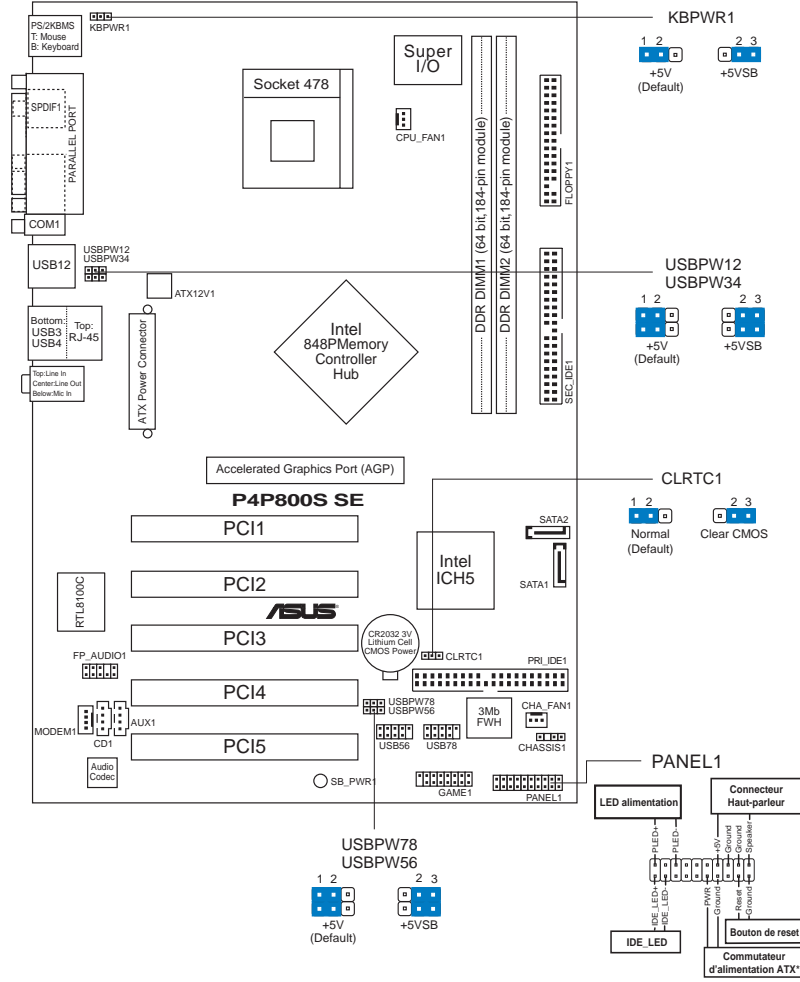 PS/2KBMS
T: Mouse
B: Keyboard
KBPWR1
SPDIF1
PARALLEL PORT
COM1
USB12
USBPW12
USBPW34
ATX12V1
Bottom:
USB3
USB4
Top:
RJ-45
Top:Line In
Center:Line Out
Below:Mic In
ATX Power Connector
Socket 478
Super
I/O
CPU_FAN1
DDR DIMM1 (64 bit,184-pin module)
DDR DIMM2 (64 bit,184-pin module)
FLOPPY1
SEC_IDE1
Intel
848PMemory
Controller
Hub
Accelerated Graphics Port (AGP)
P4P800S SE
PCI1
PCI2
PCI3
PCI4
PCI5
ASUS
RTL8100C
FP_AUDIO1
MODEM1
CD1
AUX1
Audio
Codec
SATA2
SATA1
Intel
ICH5
CR2032 3V
Lithium Cell
CMOS Power
CLRTC1
PRI_IDE1
USBPW78
USBPW56
USB56
USB78
3Mb
FWH
CHA_FAN1
CHASSIS1
SB_PWR1
GAME1
PANEL1
KBPWR1
1 2
2 3
+5V
(Default)
+5VSB
USBPW12
USBPW34
1 2
2 3
+5V
(Default)
+5VSB
CLRTC1
1 2
2 3
Normal
(Default)
Clear CMOS
USBPW78
USBPW56
1 2
2 3
+5V
(Default)
+5VSB
PANEL1
LED alimentation
Connecteur
Haut-parleur
PLED+
PLED-
+5V
Ground
Ground
Speaker
IDE_LED+
IDE_LED-
PWR
Ground
Reset
Ground
IDE_LED
Bouton de reset
Commutateur
d'alimentation ATX*